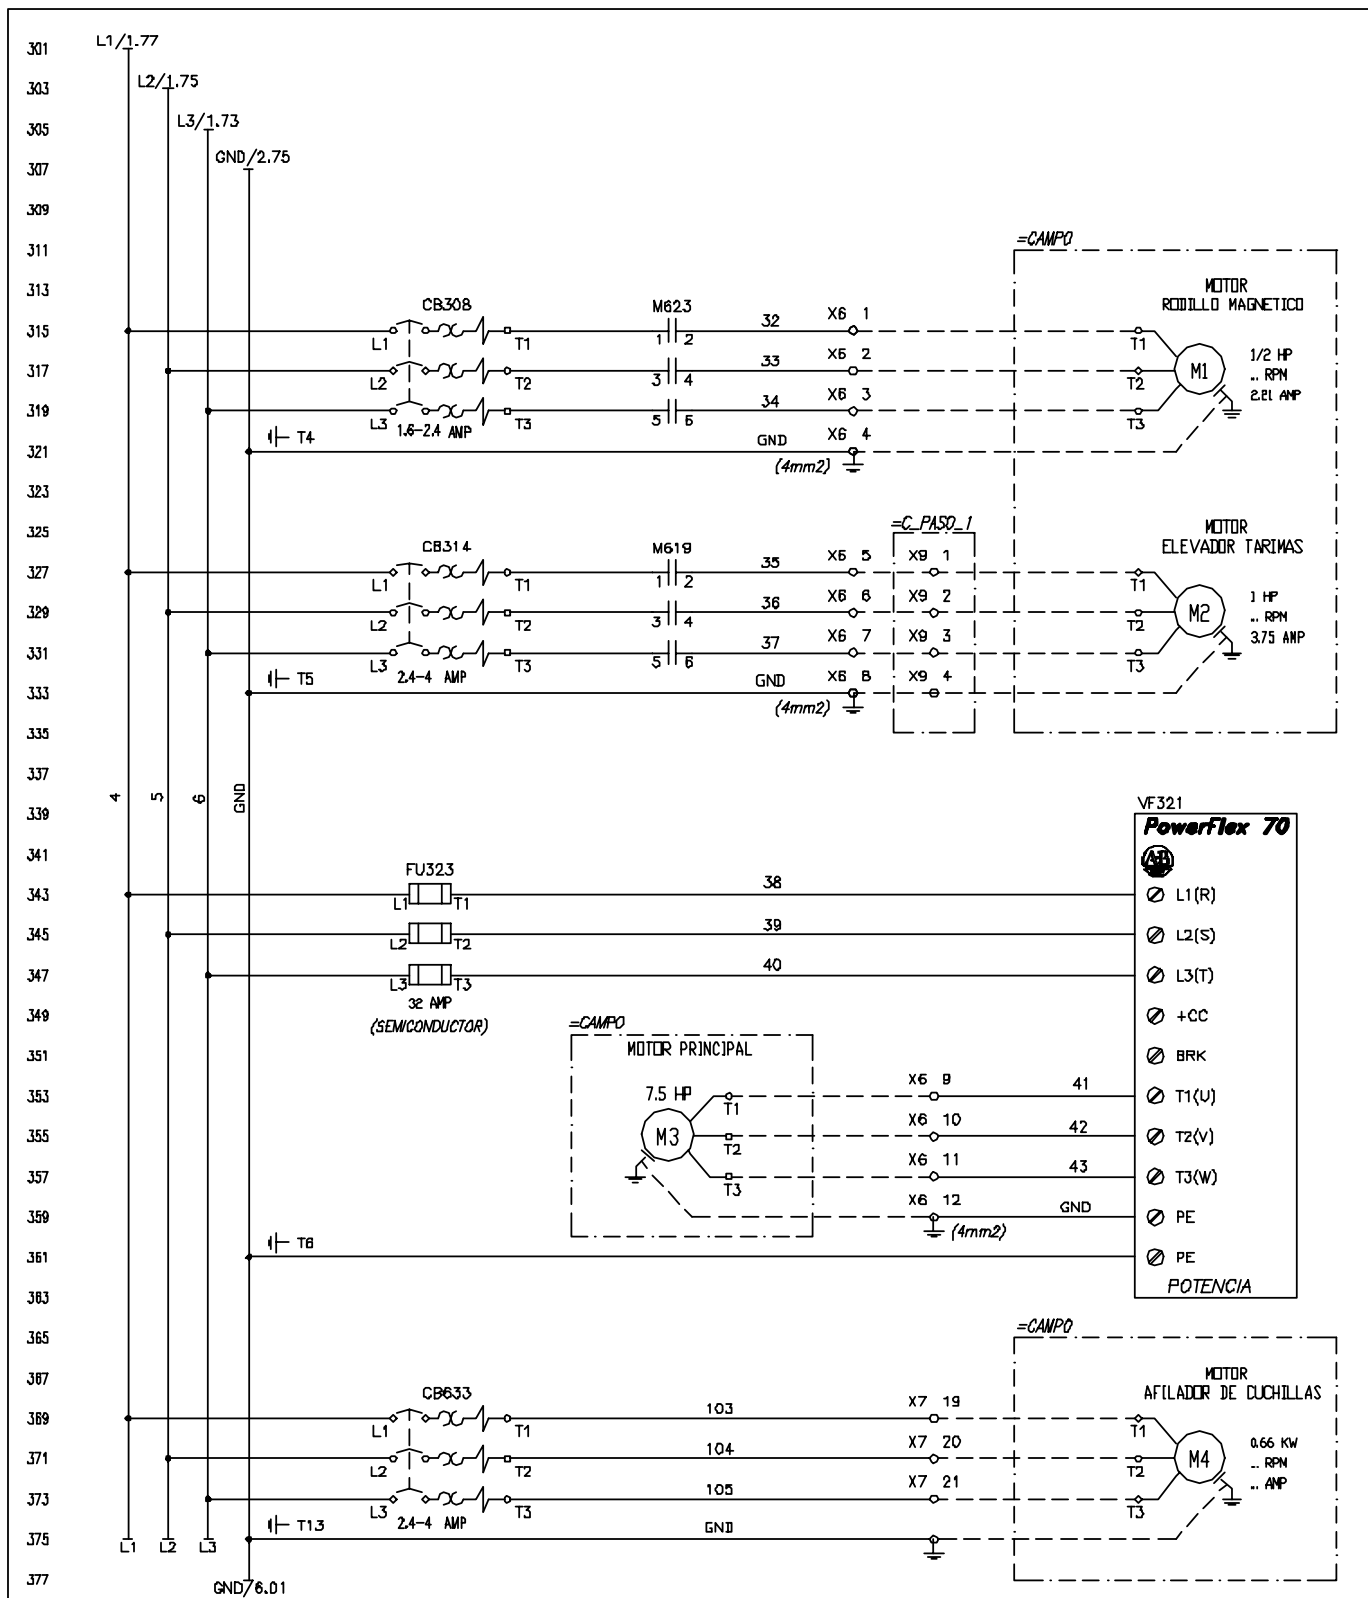 L1/1.77
301
L2/1.75
303
L3/1.73
305
GND/2.75
307
309
311
=CAMPO
313
MOTOR
RODILLO MAGNETICO
CB308
M623
32
X6 1
315
L1
T1
1 2
T1
1/2 HP
33
X6 2
317
M1
.. RPM
L2
T2
3 4
T2
2.21 AMP
34
X6 3
319
L3
1.6-2.4 AMP
T3
5 6
T3
T4
GND
X6 4
321
(4mm2)
323
325
=C_PASO_1
MOTOR
ELEVADOR TARIMAS
CB314
M619
35
X6 5
X9 1
327
L1
T1
1 2
T1
1 HP
36
X6 6
X9 2
329
M2
.. RPM
L2
T2
3 4
T2
3.75 AMP
37
X6 7
X9 3
331
L3
2.4-4 AMP
T3
5 6
T3
T5
GND
X6 8
X9 4
333
(4mm2)
335
337
4
5
6
GND
VF321
339
PowerFlex 70
341
A-B
FU323
38
343
L1
T1
L1(R)
39
345
L2
T2
L2(S)
40
347
L3
T3
L3(T)
32 AMP
349
(SEMICONDUCTOR)
=CAMPO
+CC
351
MOTOR PRINCIPAL
BRK
353
7.5 HP
T1
X6 9
41
T1(U)
355
M3
T2
X6 10
42
T2(V)
357
T3
X6 11
43
T3(W)
359
X6 12
GND
PE
(4mm2)
T6
361
PE
363
POTENCIA
365
=CAMPO
367
MOTOR
AFILADOR DE CUCHILLAS
CB633
103
X7 19
369
L1
T1
T1
0.66 KW
104
X7 20
371
M4
.. RPM
L2
T2
T2
.. AMP
105
X7 21
373
L3
2.4-4 AMP
T3
T3
T13
GND
375
L1
L2
L3
377
GND/6.01